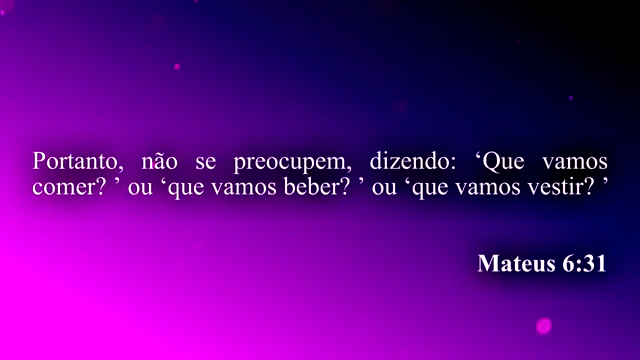 Portanto, não se preocupem, dizendo: ‘Que vamos
comer? ’ ou ‘que vamos beber? ’ ou ‘que vamos vestir? ’
Mateus 6:31